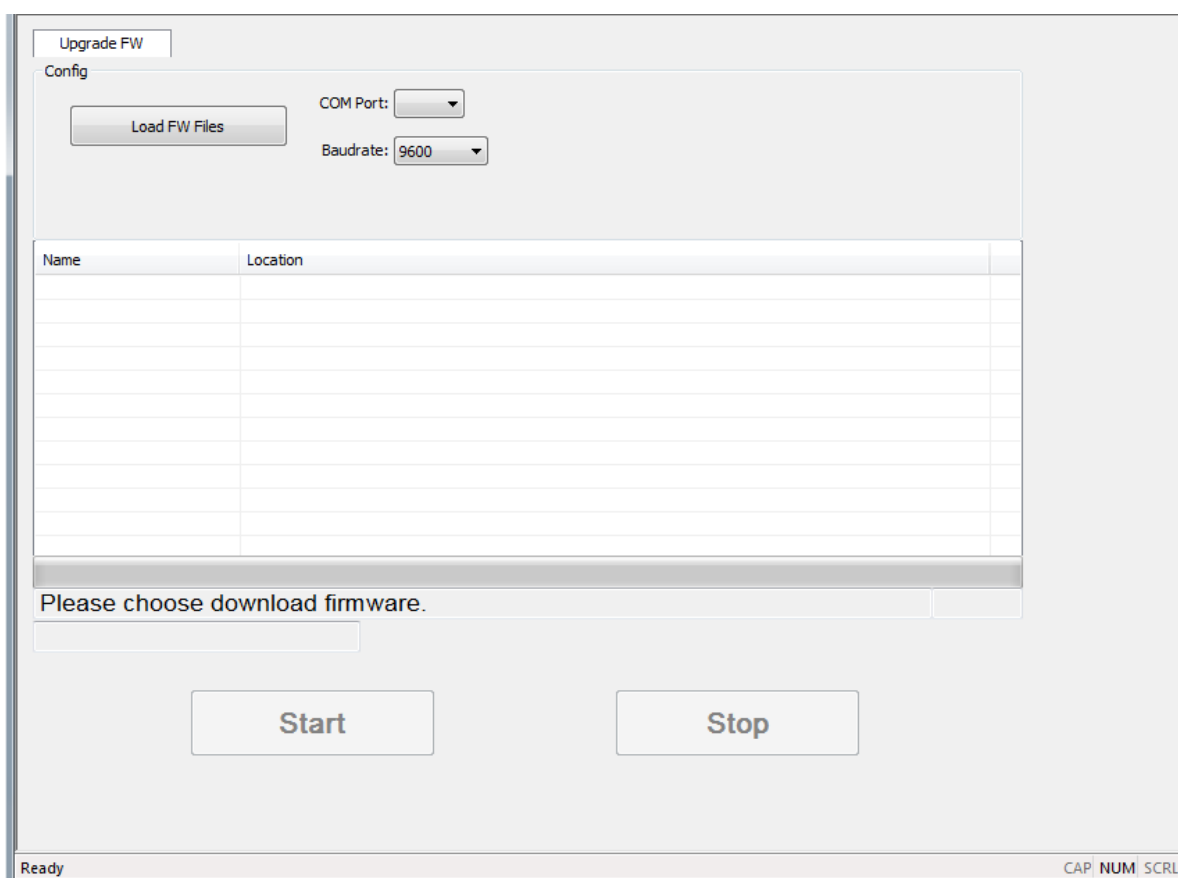 Upgrade FW
Config
Load FW Files
COM Port:
Baudrate: 9600
Name Location
Please choose download firmware.
Start Stop
Ready CAP NUM SCRL